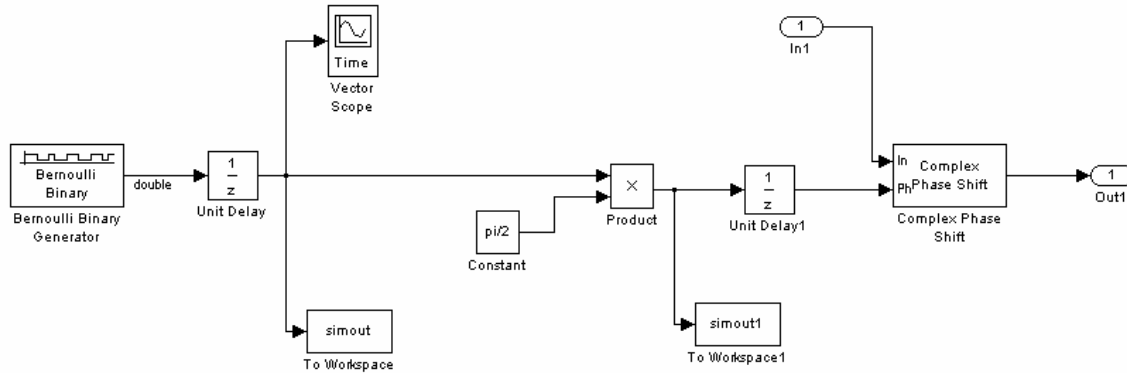 Time
Vector
Scope
1
In1
Bernoulli
Binary
Bernoulli Binary
Generator
double
1
z
Unit Delay
×
Product
pi/2
Constant
1
z
Unit Delay1
In
Ph
Complex
Phase Shift
Complex Phase
Shift
1
Out1
simout
To Workspace
simout1
To Workspace1